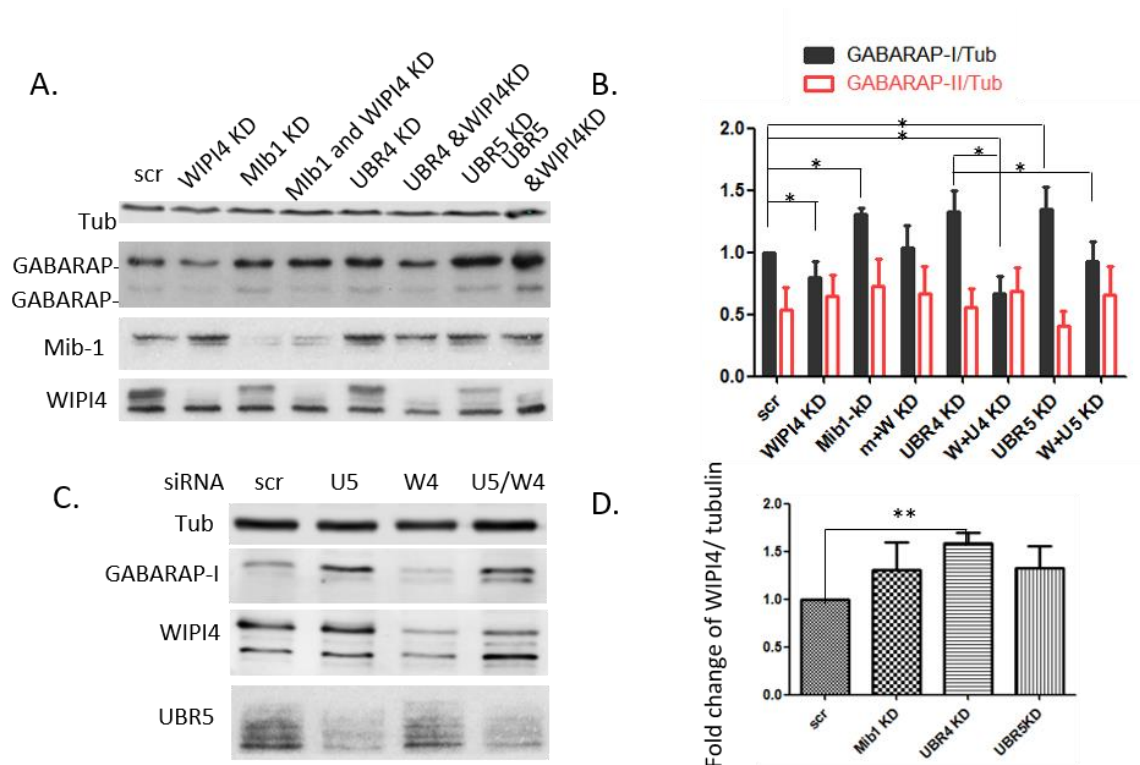 A.
scr
WIPI4 KD
MIb1 KD
MIb1 and WIPI4 KD
UBR4 KD
UBR4 &WIPI4KD
UBR5 KD
UBR5
&WIPI4KD
Tub
GABARAP-
GABARAP-
Mib-1
WIPI4
B.
GABARAP-I/Tub
GABARAP-II/Tub
2.0
1.5
1.0
0.5
0.0
*
*
*
*
*
*
scr
WIPI4 KD
Mib1-kD
m+W KD
UBR4 KD
W+U4 KD
UBR5 KD
W+U5 KD
C.
siRNA scr U5 W4 U5/W4
Tub
GABARAP-I
WIPI4
UBR5
D.
Fold change of WIPI4/ tubulin
2.0
1.5
1.0
0.5
0.0
**
scr
Mib1 KD
UBR4 KD
UBR5KD